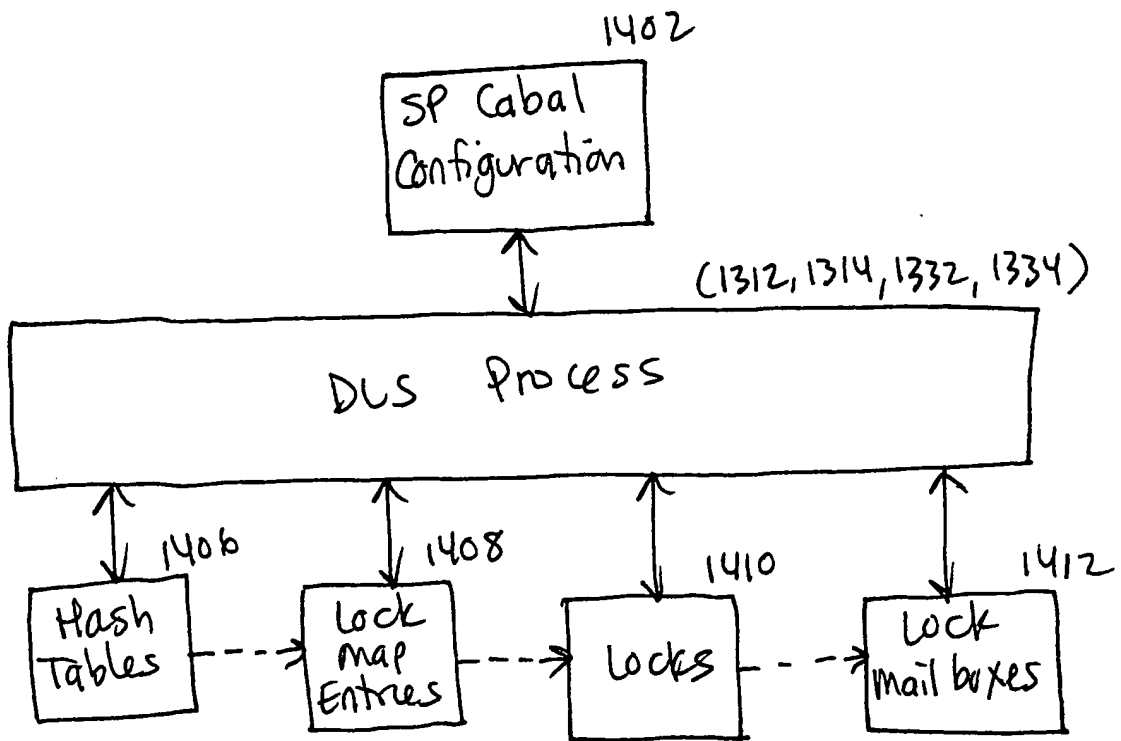 1402
SP Cabal
Configuration
(1312, 1314, 1332, 1334)
DLS Process
1406
1408
1410
1412
Hash
Tables
Lock
Map
Entries
Locks
Lock
mail boxes